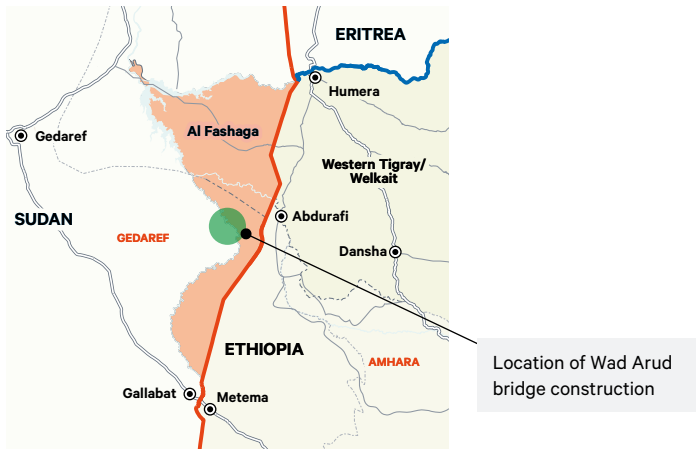 ERITREA
Humera
Al Fashaga
Gedaref
Western Tigray/
Welkait
SUDAN
Abdurafi
GEDAREF
Dansha
ETHIOPIA
Location of Wad Arud
bridge construction
AMHARA
Gallabat
Metema